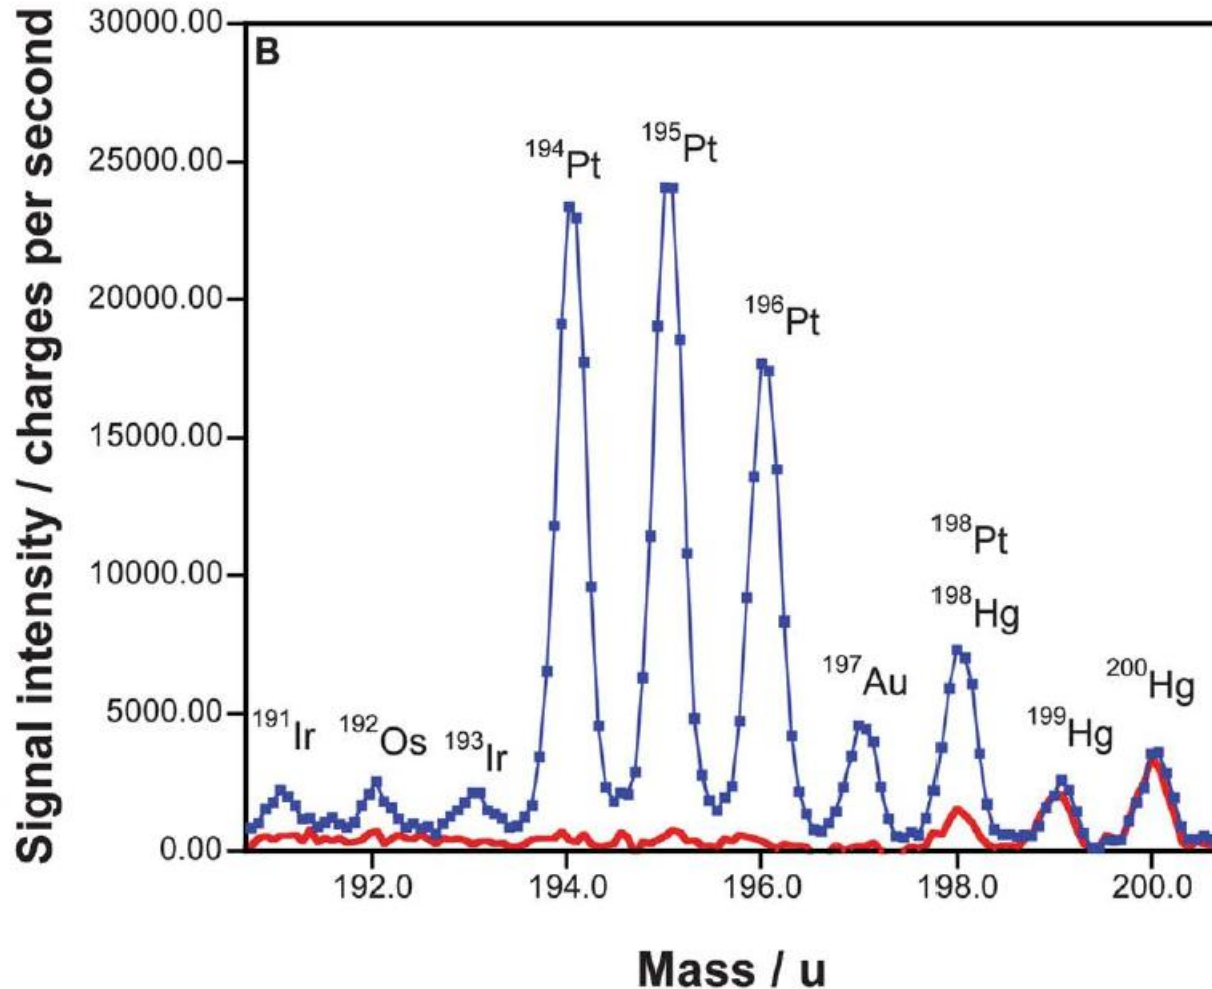 Signal intensity / charges per second
30000.00
25000.00
20000.00
15000.00
10000.00
5000.00
0.00
B
¹⁹¹Ir
¹⁹²Os
¹⁹³Ir
¹⁹⁴Pt
¹⁹⁵Pt
¹⁹⁶Pt
¹⁹⁷Au
¹⁹⁸Pt
¹⁹⁸Hg
¹⁹⁹Hg
²⁰⁰Hg
192.0 194.0 196.0 198.0 200.0
Mass / u